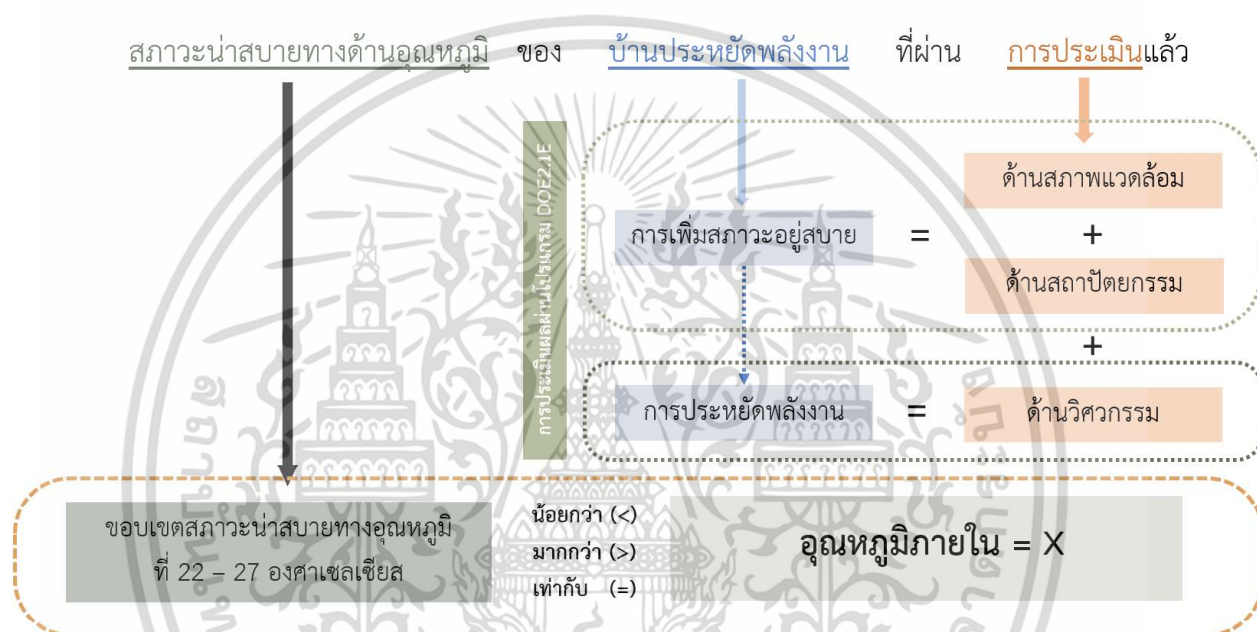 สภาวะน่าสบายทางด้านอุณหภูมิ ของ บ้านประหยัดพลังงาน ที่ผ่าน การประเมินแล้ว
การประเมินผลผ่านโปรแกรม DOE2.1E
ด้านสภาพแวดล้อม
การเพิ่มสภาวะอยู่สบาย = +
ด้านสถาปัตยกรรม
+
การประหยัดพลังงาน = ด้านวิศวกรรม
ขอบเขตสภาวะน่าสบายทางอุณหภูมิ
ที่ 22 – 27 องศาเซลเซียส
น้อยกว่า (<)
มากกว่า (>)
เท่ากับ (=)
อุณหภูมิภายใน = X